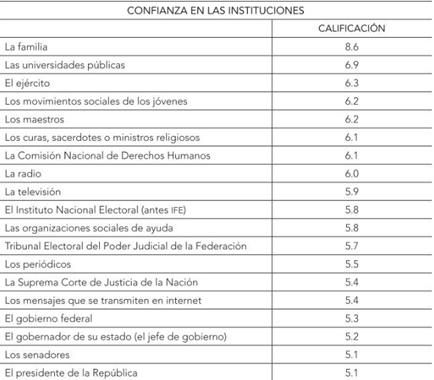 CONFIANZA EN LAS INSTITUCIONES
CALIFICACIÓN
La familia 8.6
Las universidades públicas 6.9
El ejército 6.3
Los movimientos sociales de los jóvenes 6.2
Los maestros 6.2
Los curas, sacerdotes o ministros religiosos 6.1
La Comisión Nacional de Derechos Humanos 6.1
La radio 6.0
La televisión 5.9
El Instituto Nacional Electoral (antes IFE) 5.8
Las organizaciones sociales de ayuda 5.8
Tribunal Electoral del Poder Judicial de la Federación 5.7
Los periódicos 5.5
La Suprema Corte de Justicia de la Nación 5.4
Los mensajes que se transmiten en internet 5.4
El gobierno federal 5.3
El gobernador de su estado (el jefe de gobierno) 5.2
Los senadores 5.1
El presidente de la República 5.1